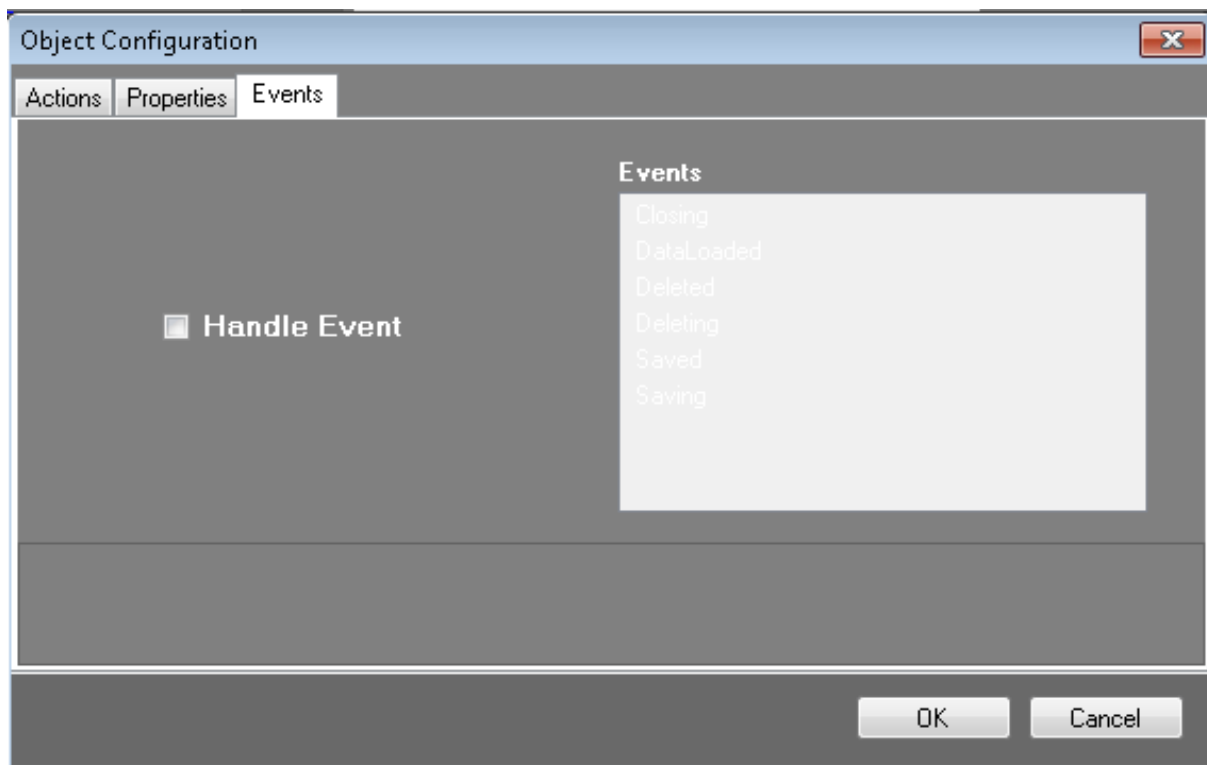 Object Configuration
Actions Properties Events
Events
Closing
DataLoaded
Deleted
Deleting
Saved
Saving
Handle Event
OK Cancel